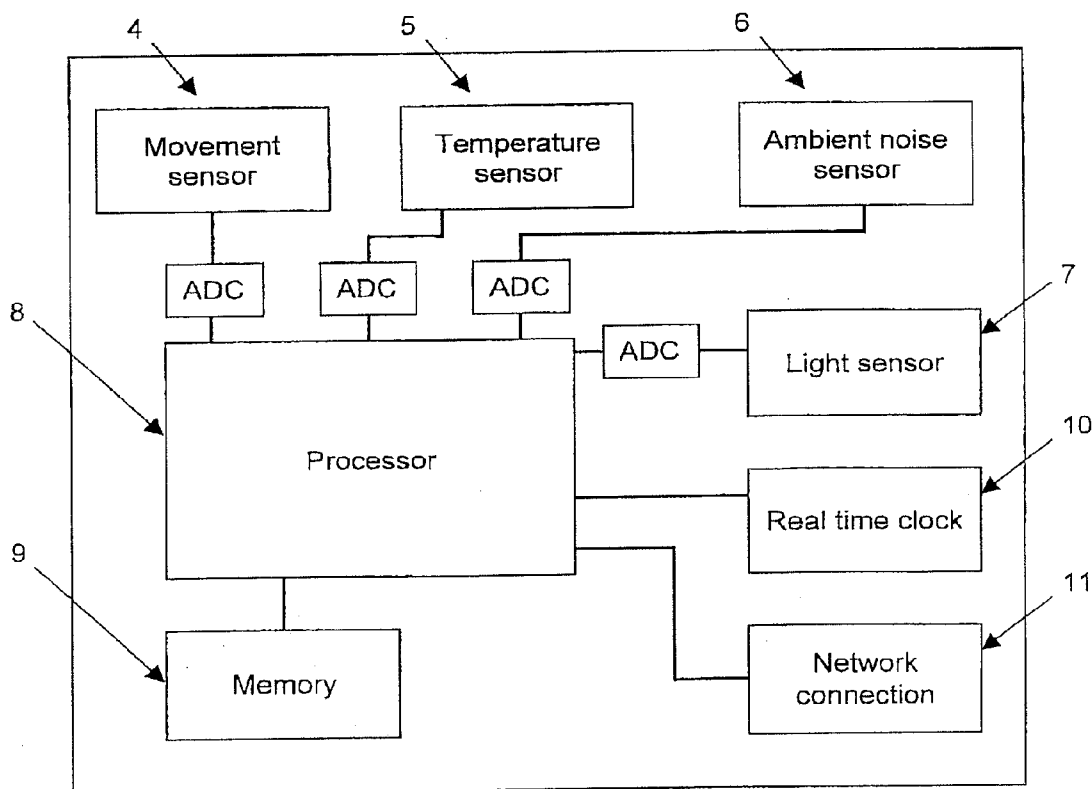 4
5
6
Movement
sensor
Temperature
sensor
Ambient noise
sensor
ADC
ADC
ADC
7
8
ADC
Light sensor
10
Processor
Real time clock
9
11
Memory
Network
connection